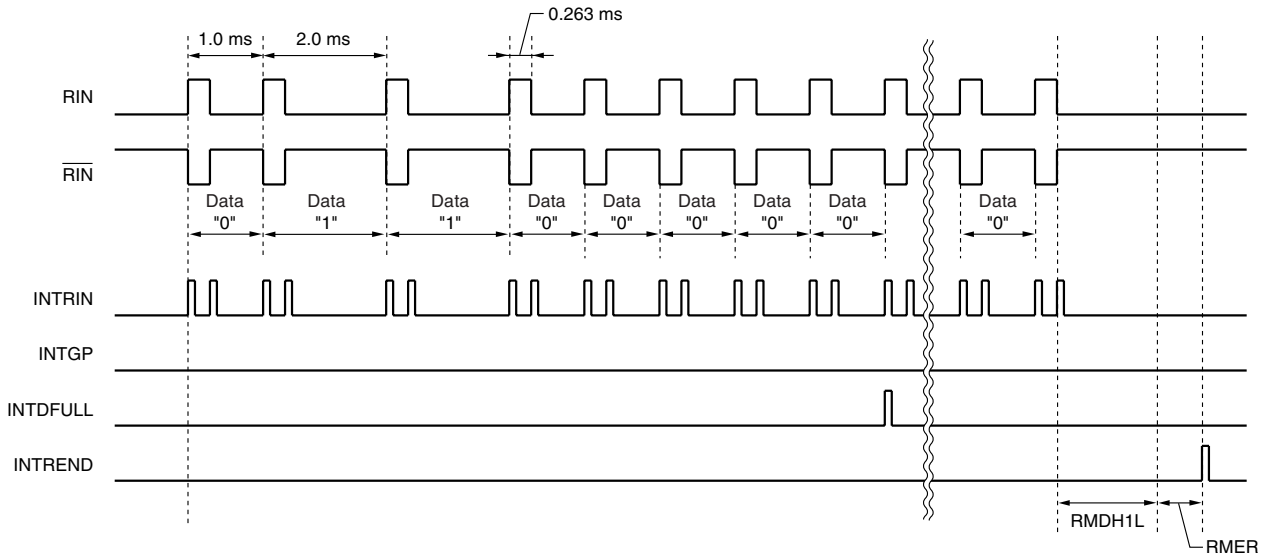 0.263 ms
1.0 ms 2.0 ms
RIN
RIN
Data Data Data Data Data Data Data Data Data
"0" "1" "1" "0" "0" "0" "0" "0" "0"
INTRIN
INTGP
INTDFULL
INTREND
RMDH1L
RMER